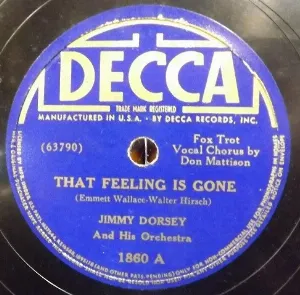 DECCA
TRADE MARK REGISTERED
MANUFACTURED IN U.S.A. - BY DECCA RECORDS, INC.
(63790)
Fox Trot
Vocal Chorus by
Don Mattison
THAT FEELING IS GONE
(Emmett Wallace-Walter Hirsch)
JIMMY DORSEY
And His Orchestra
1860 A